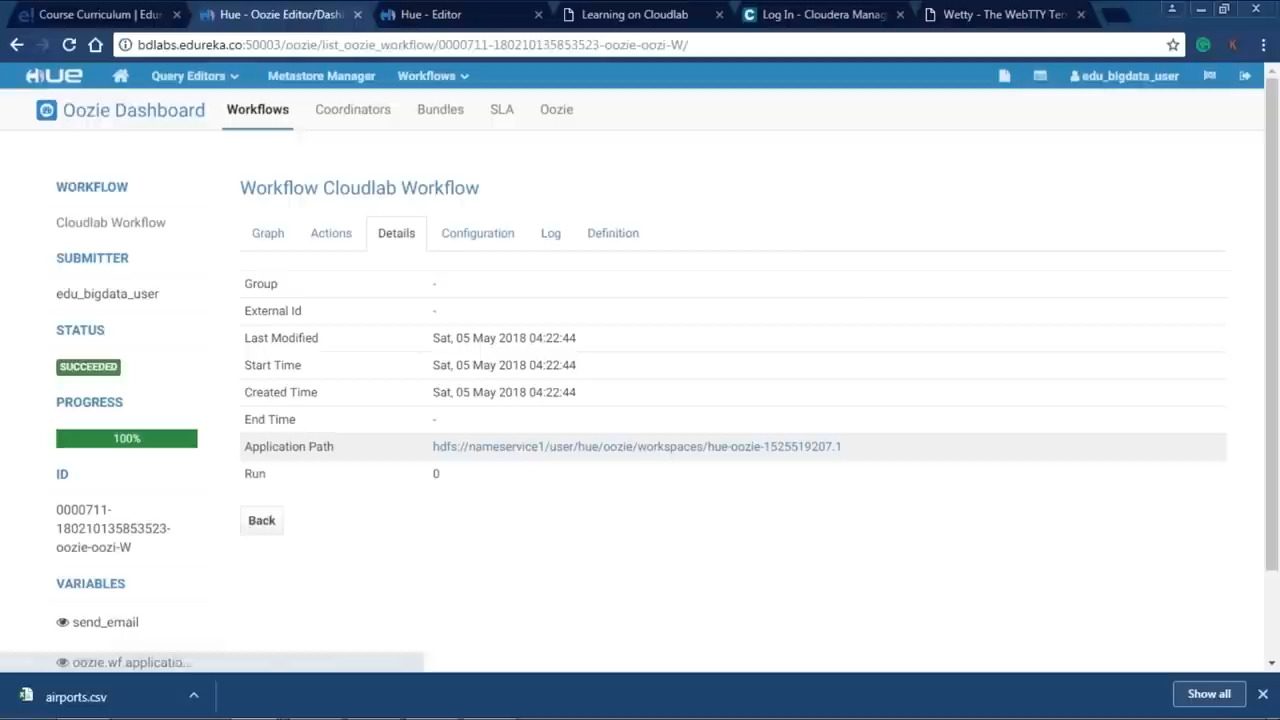 Course Curriculum | Edu
Hue - Oozie Editor/Dash
Hue - Editor
Learning on Cloudlab
Log In - Cloudera Mana
Wetty - The WebTTY Ter
bdlabs.edureka.co:50003/oozie/list_oozie_workflow/0000711-180210135853523-oozie-oozi-W/
K
HUE
Query Editors
Metastore Manager
Workflows
edu_bigdata_user
Oozie Dashboard
Workflows
Coordinators
Bundles
SLA
Oozie
WORKFLOW
Cloudlab Workflow
SUBMITTER
edu_bigdata_user
STATUS
SUCCEEDED
PROGRESS
100%
ID
0000711-
180210135853523-
oozie-oozi-W
VARIABLES
send_email
oozie.wf.applicatio...
Workflow Cloudlab Workflow
Graph
Actions
Details
Configuration
Log
Definition
Group -
External Id -
Last Modified Sat, 05 May 2018 04:22:44
Start Time Sat, 05 May 2018 04:22:44
Created Time Sat, 05 May 2018 04:22:44
End Time -
Application Path hdfs://nameservice1/user/hue/oozie/workspaces/hue-oozie-1525519207.1
Run 0
Back
airports.csv
Show all